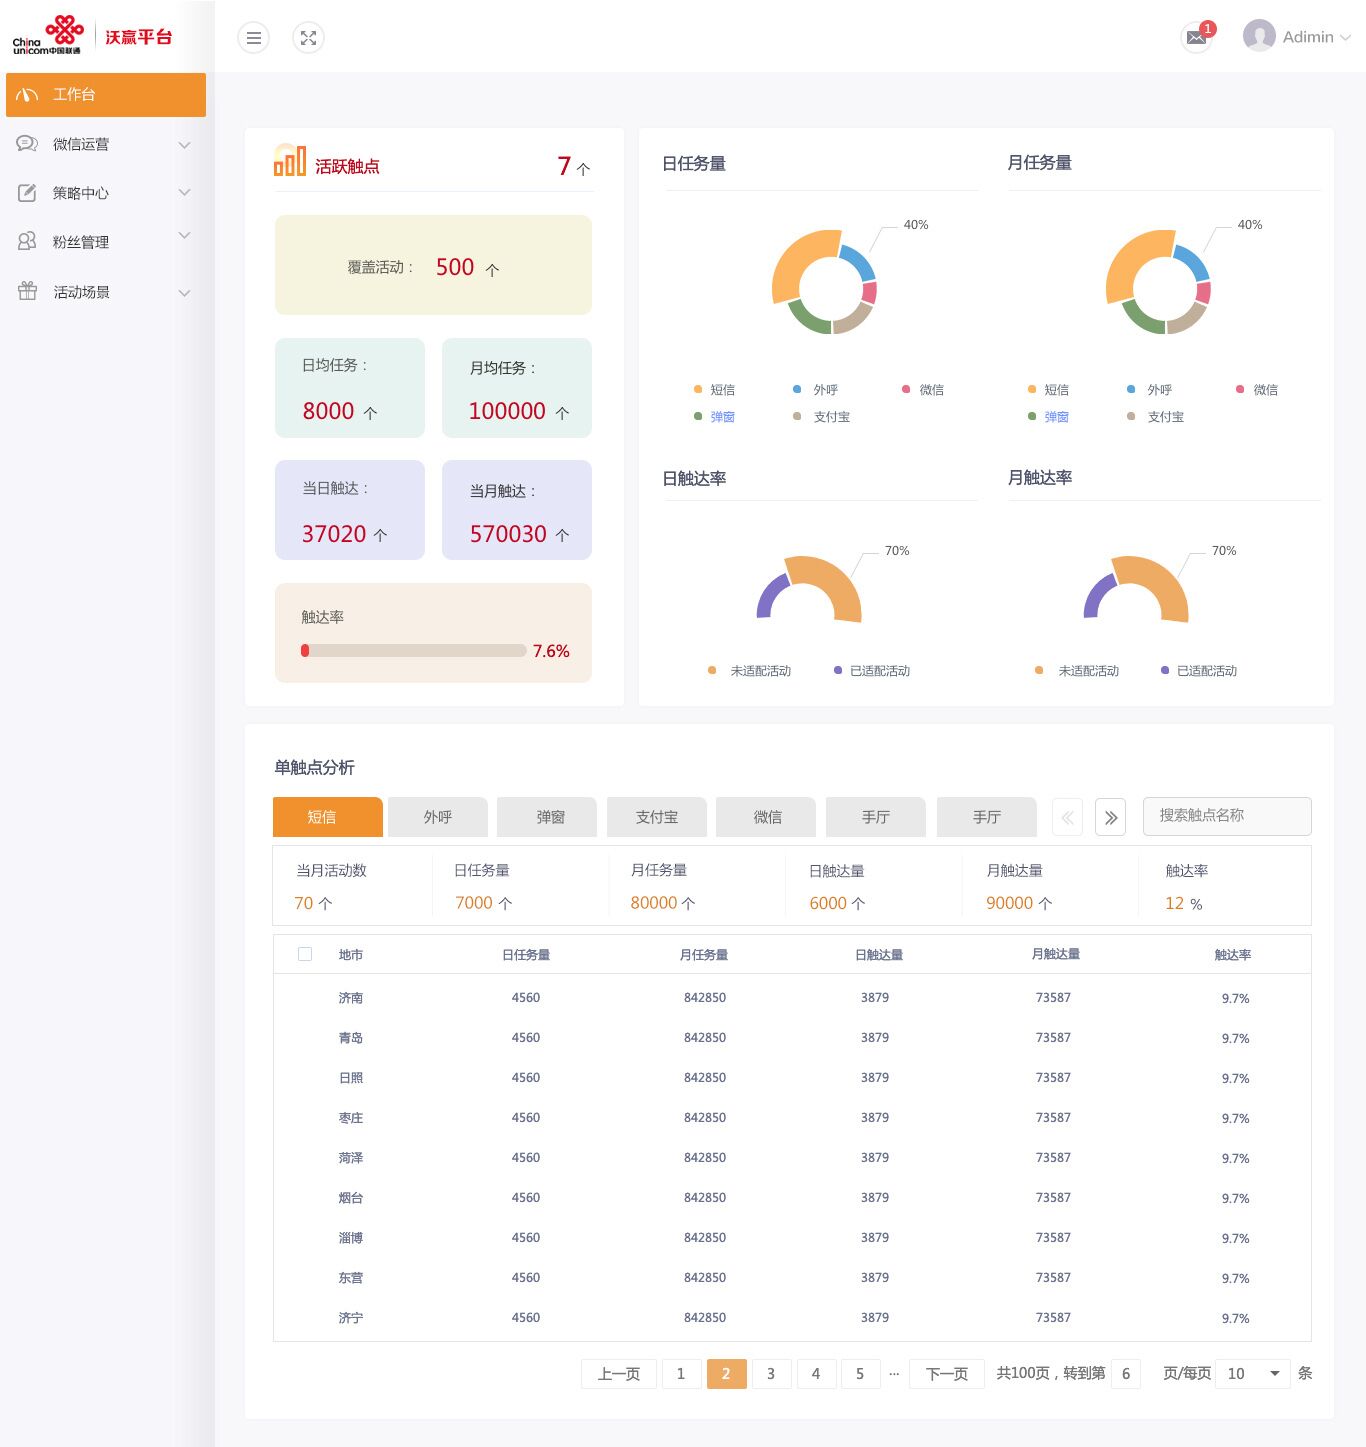 China
unicom中国联通
沃赢平台
1
Adimin
工作台
微信运营
策略中心
粉丝管理
活动场景
活跃触点
7 个
覆盖活动： 500 个
日均任务：
8000 个
月均任务：
100000 个
当日触达：
37020 个
当月触达：
570030 个
触达率
7.6%
日任务量
40%
短信 外呼 微信
弹窗 支付宝
月任务量
40%
短信 外呼 微信
弹窗 支付宝
日触达率
70%
未适配活动 已适配活动
月触达率
70%
未适配活动 已适配活动
单触点分析
短信 外呼 弹窗 支付宝 微信 手厅 手厅 搜索触点名称
当月活动数 日任务量 月任务量 日触达量 月触达量 触达率
70 个 7000 个 80000 个 6000 个 90000 个 12 %
地市 日任务量 月任务量 日触达量 月触达量 触达率
济南 4560 842850 3879 73587 9.7%
青岛 4560 842850 3879 73587 9.7%
日照 4560 842850 3879 73587 9.7%
枣庄 4560 842850 3879 73587 9.7%
菏泽 4560 842850 3879 73587 9.7%
烟台 4560 842850 3879 73587 9.7%
淄博 4560 842850 3879 73587 9.7%
东营 4560 842850 3879 73587 9.7%
济宁 4560 842850 3879 73587 9.7%
上一页 1 2 3 4 5 ... 下一页 共100页，转到第 6 页/每页 10 条